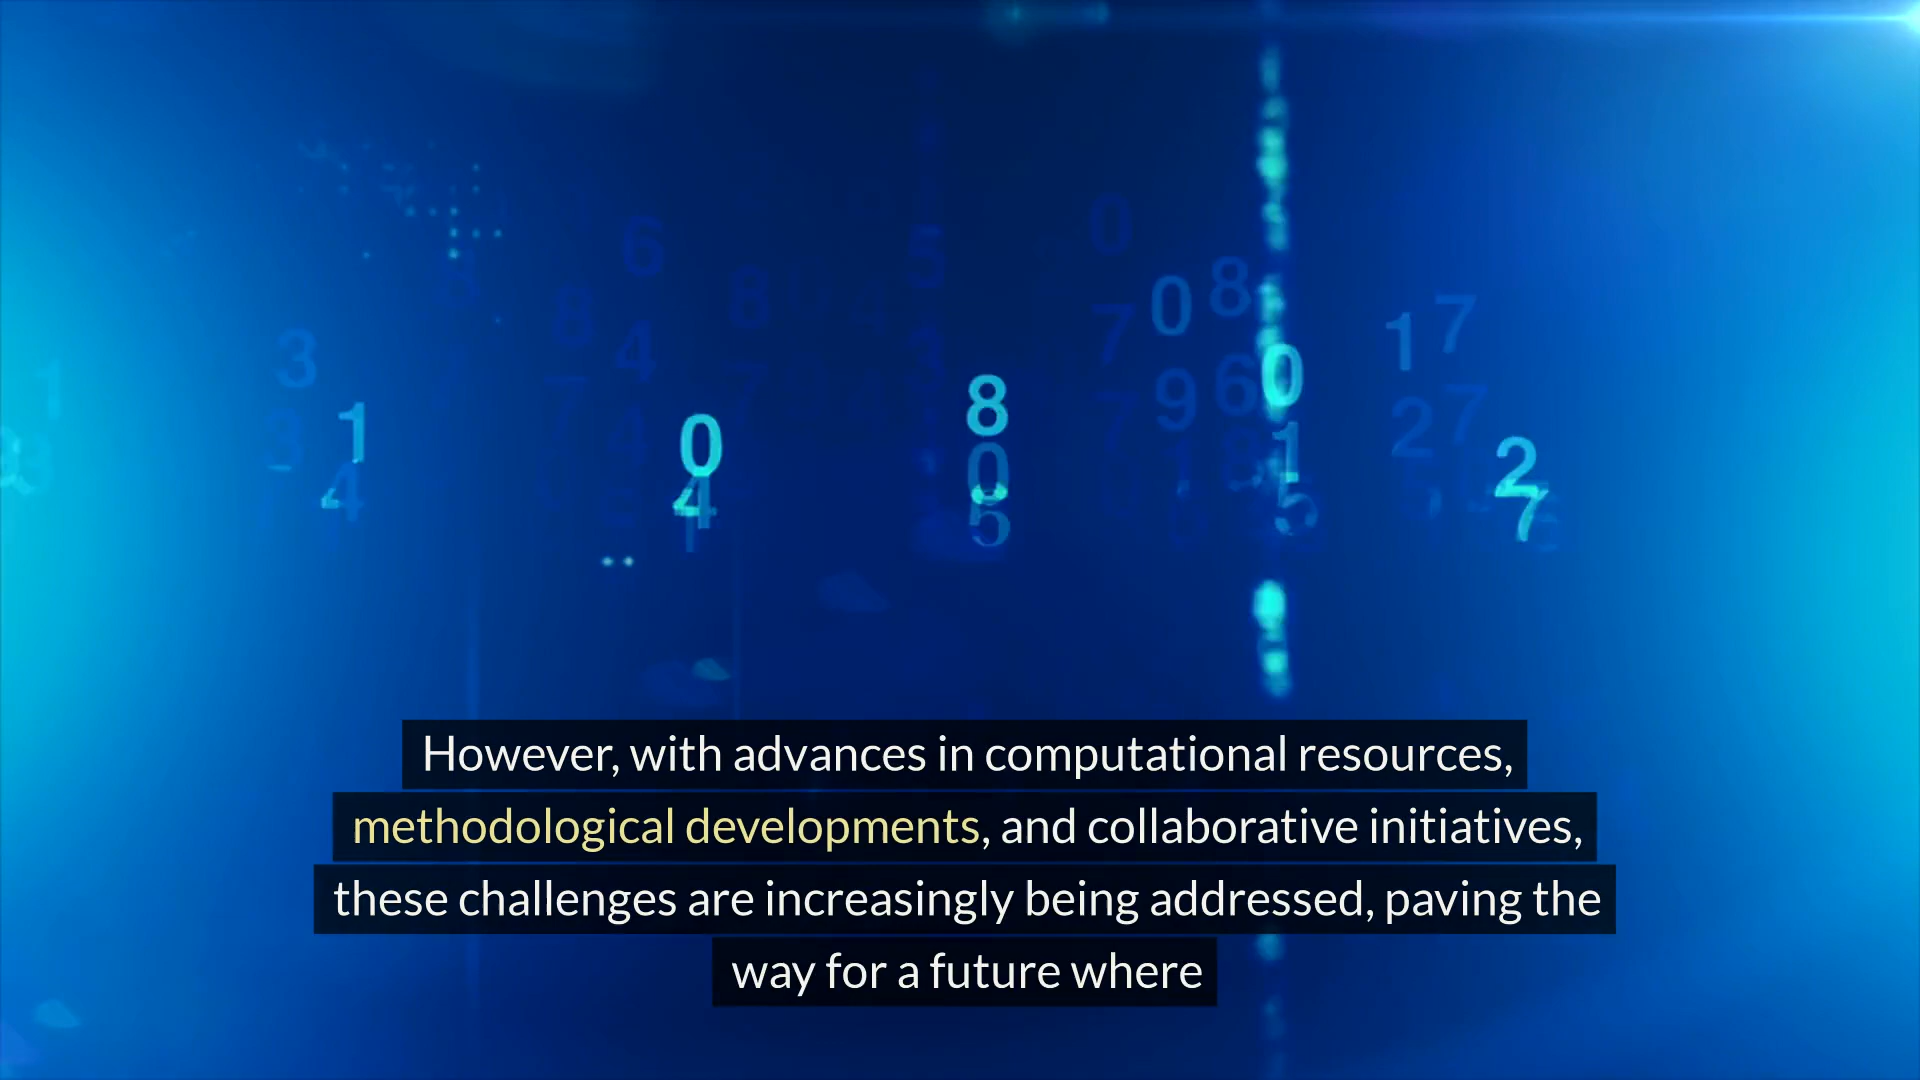 However, with advances in computational resources,
methodological developments, and collaborative initiatives,
these challenges are increasingly being addressed, paving the
way for a future where